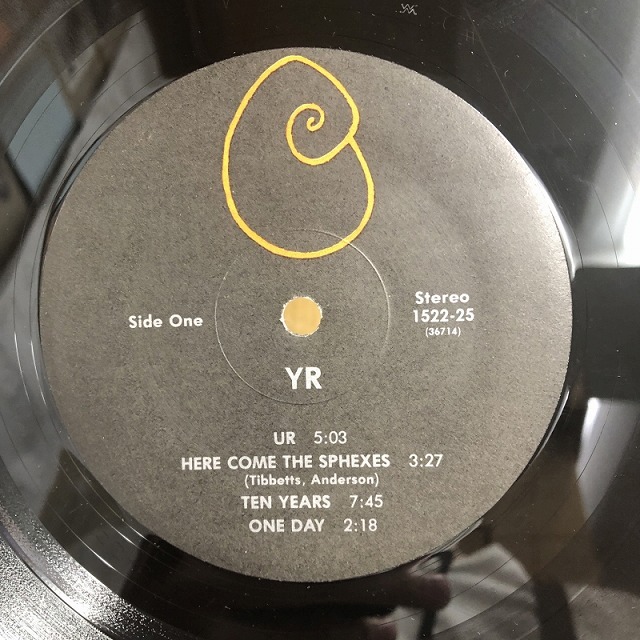 Side One
Stereo
1522-25
(36714)
YR
UR 5:03
HERE COME THE SPHEXES 3:27
(Tibbetts, Anderson)
TEN YEARS 7:45
ONE DAY 2:18